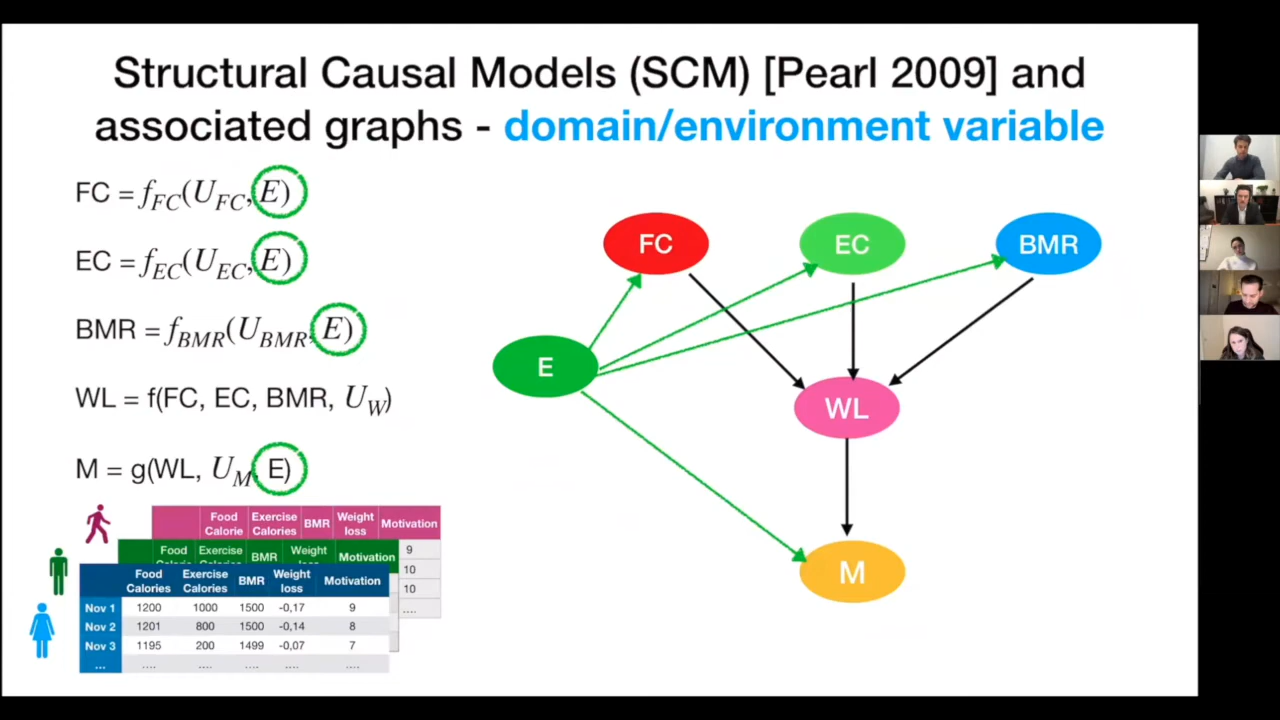 Structural Causal Models (SCM) [Pearl 2009] and
associated graphs - domain/environment variable
FC = f_FC(U_FC, E)
EC = f_EC(U_EC, E)
BMR = f_BMR(U_BMR, E)
WL = f(FC, EC, BMR, U_W)
M = g(WL, U_M, E)
FC EC BMR
E
WL
M
Food Calorie Exercise Calories BMR Weight loss Motivation
9
10
10
....
Food Exercise BMR Weight Motivation
Food Calories Exercise Calories BMR Weight loss Motivation
Nov 1 1200 1000 1500 -0,17 9
Nov 2 1201 800 1500 -0,14 8
Nov 3 1195 200 1499 -0,07 7
... .... .... .... .... ....